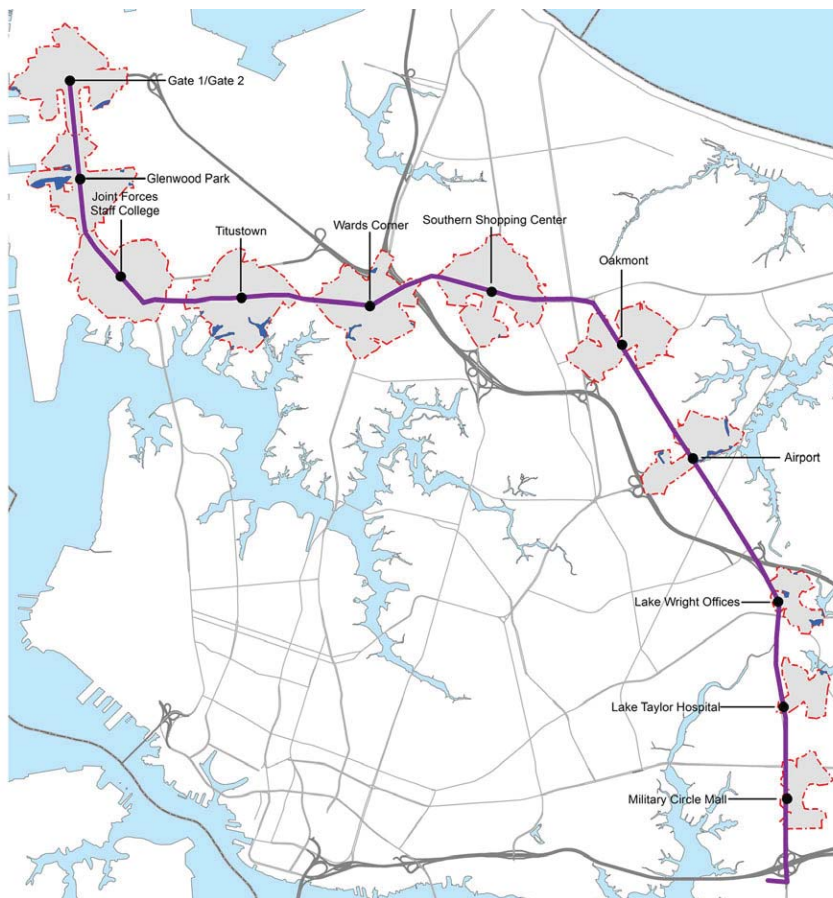 Gate 1/Gate 2
Glenwood Park
Joint Forces
Staff College
Titustown
Wards Corner
Southern Shopping Center
Oakmont
Airport
Lake Wright Offices
Lake Taylor Hospital
Military Circle Mall